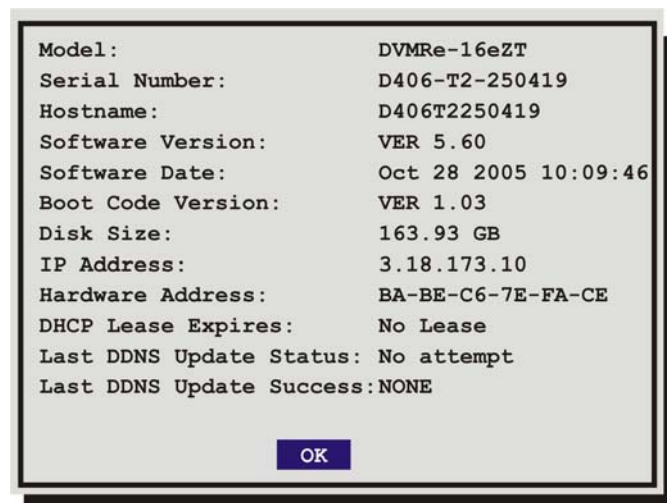 Model: DVMRe-16eZT
Serial Number: D406-T2-250419
Hostname: D406T2250419
Software Version: VER 5.60
Software Date: Oct 28 2005 10:09:46
Boot Code Version: VER 1.03
Disk Size: 163.93 GB
IP Address: 3.18.173.10
Hardware Address: BA-BE-C6-7E-FA-CE
DHCP Lease Expires: No Lease
Last DDNS Update Status: No attempt
Last DDNS Update Success:NONE
OK